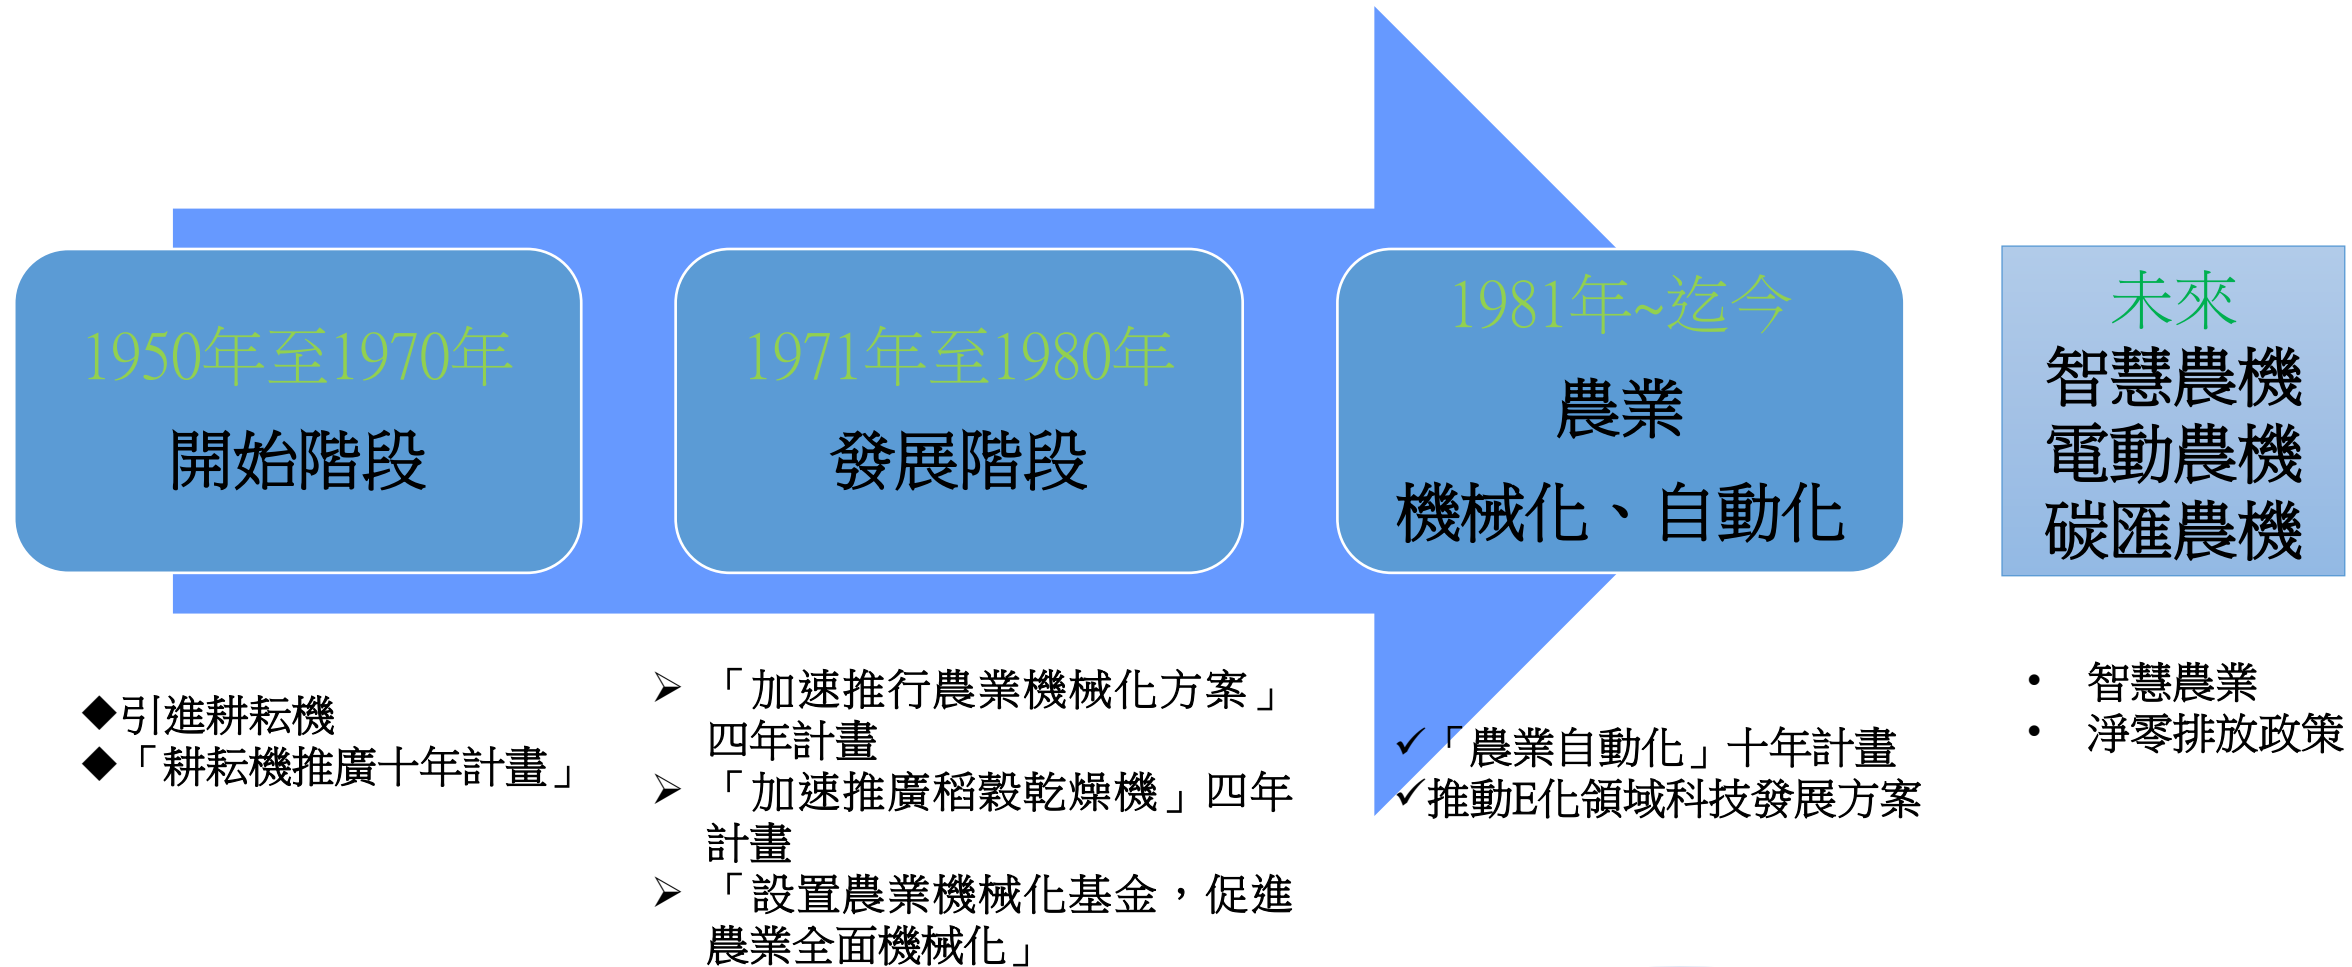 1950年至1970年
開始階段
1971年至1980年
發展階段
1981年~迄今
農業
機械化、自動化
未來
智慧農機
電動農機
碳匯農機
◆引進耕耘機
◆「耕耘機推廣十年計畫」
➢ 「加速推行農業機械化方案」
四年計畫
➢ 「加速推廣稻穀乾燥機」四年
計畫
➢ 「設置農業機械化基金，促進
農業全面機械化」
✓「農業自動化」十年計畫
✓推動E化領域科技發展方案
• 智慧農業
• 淨零排放政策